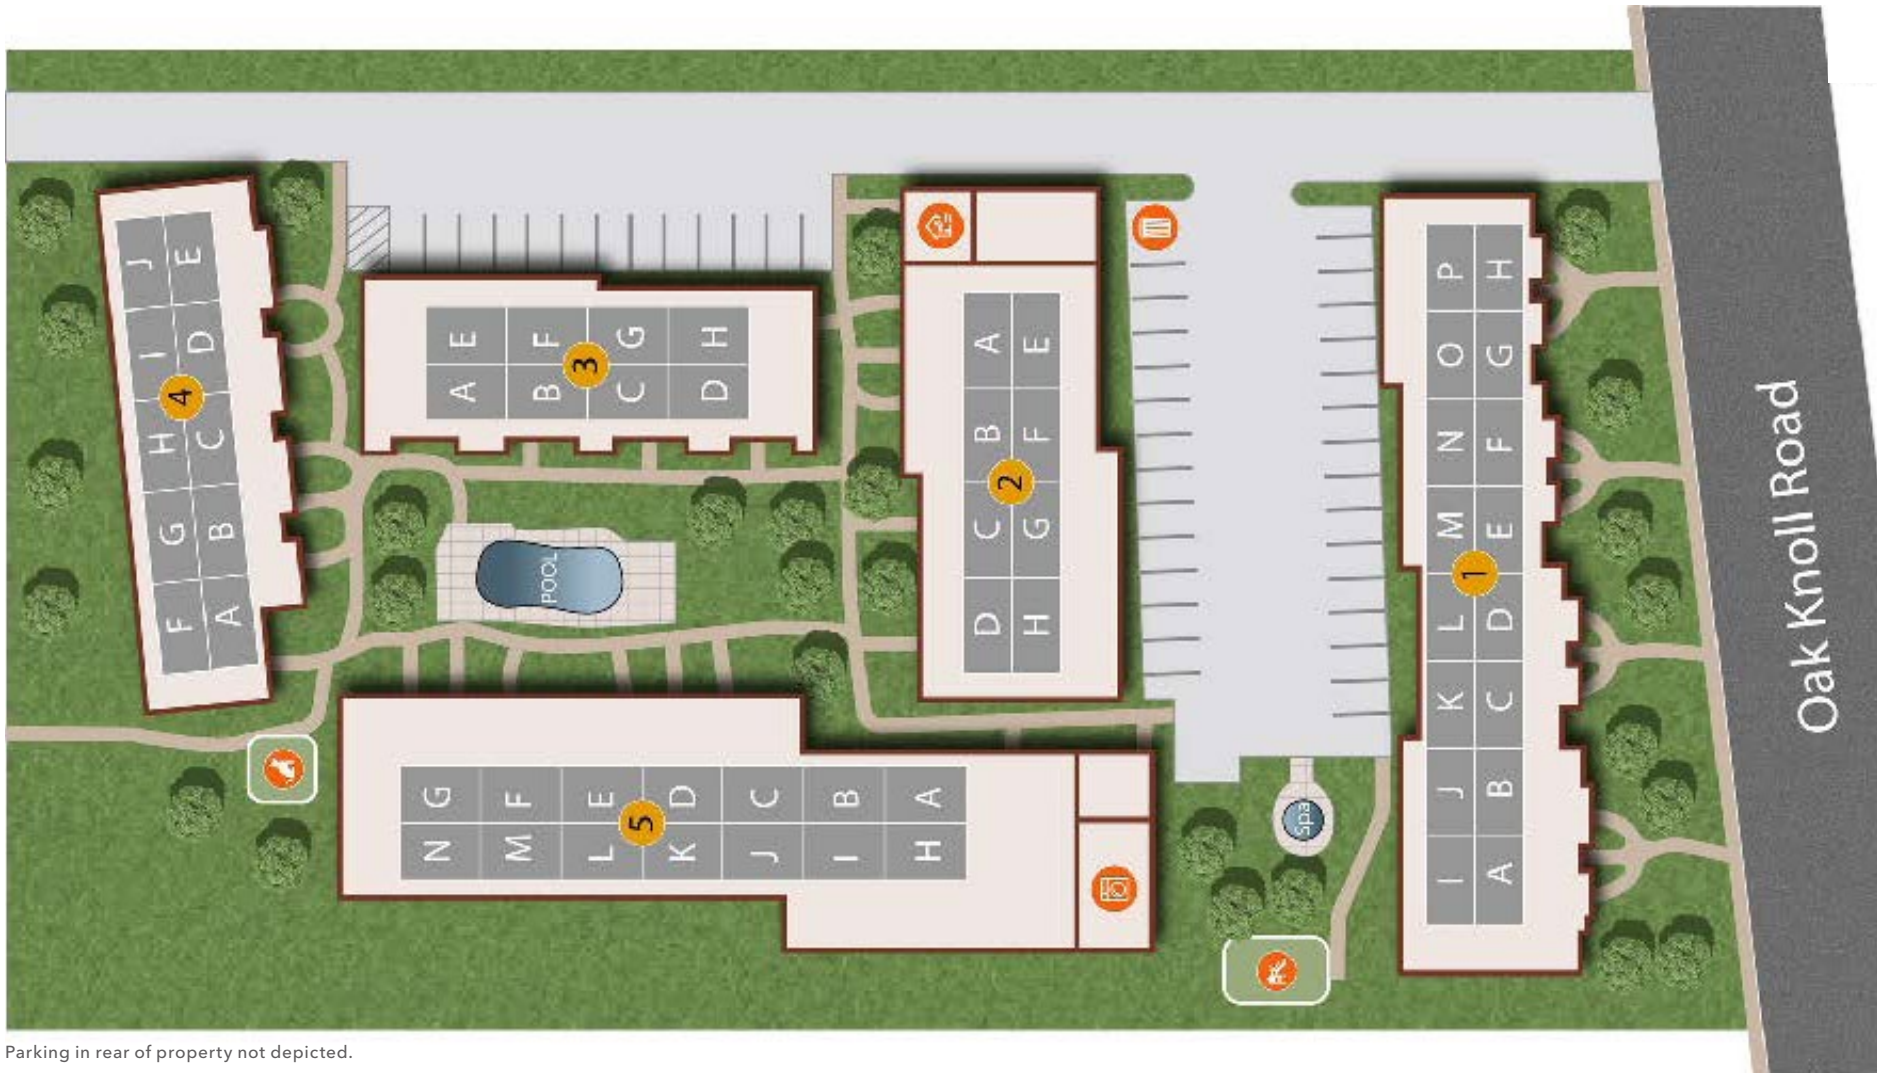 J E
I D
4
H C
G B
F A
E F G H
3
A B C D
POOL
A E
B F
2
C G
D H
P H
O G
N F
M E
1
L D
K C
J B
I A
G F E D C B A
5
N M L K J I H
Spa
Oak Knoll Road
Parking in rear of property not depicted.